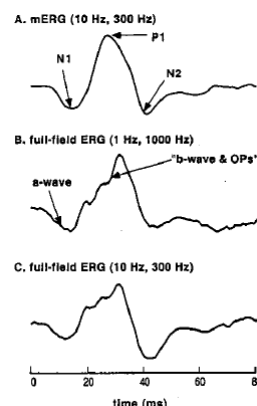 A. mERG (10 Hz, 300 Hz)
P1
N1
N2
B. full-field ERG (1 Hz, 1000 Hz)
"b-wave & OPs"
a-wave
C. full-field ERG (10 Hz, 300 Hz)
0 20 40 60 80
time (ms)